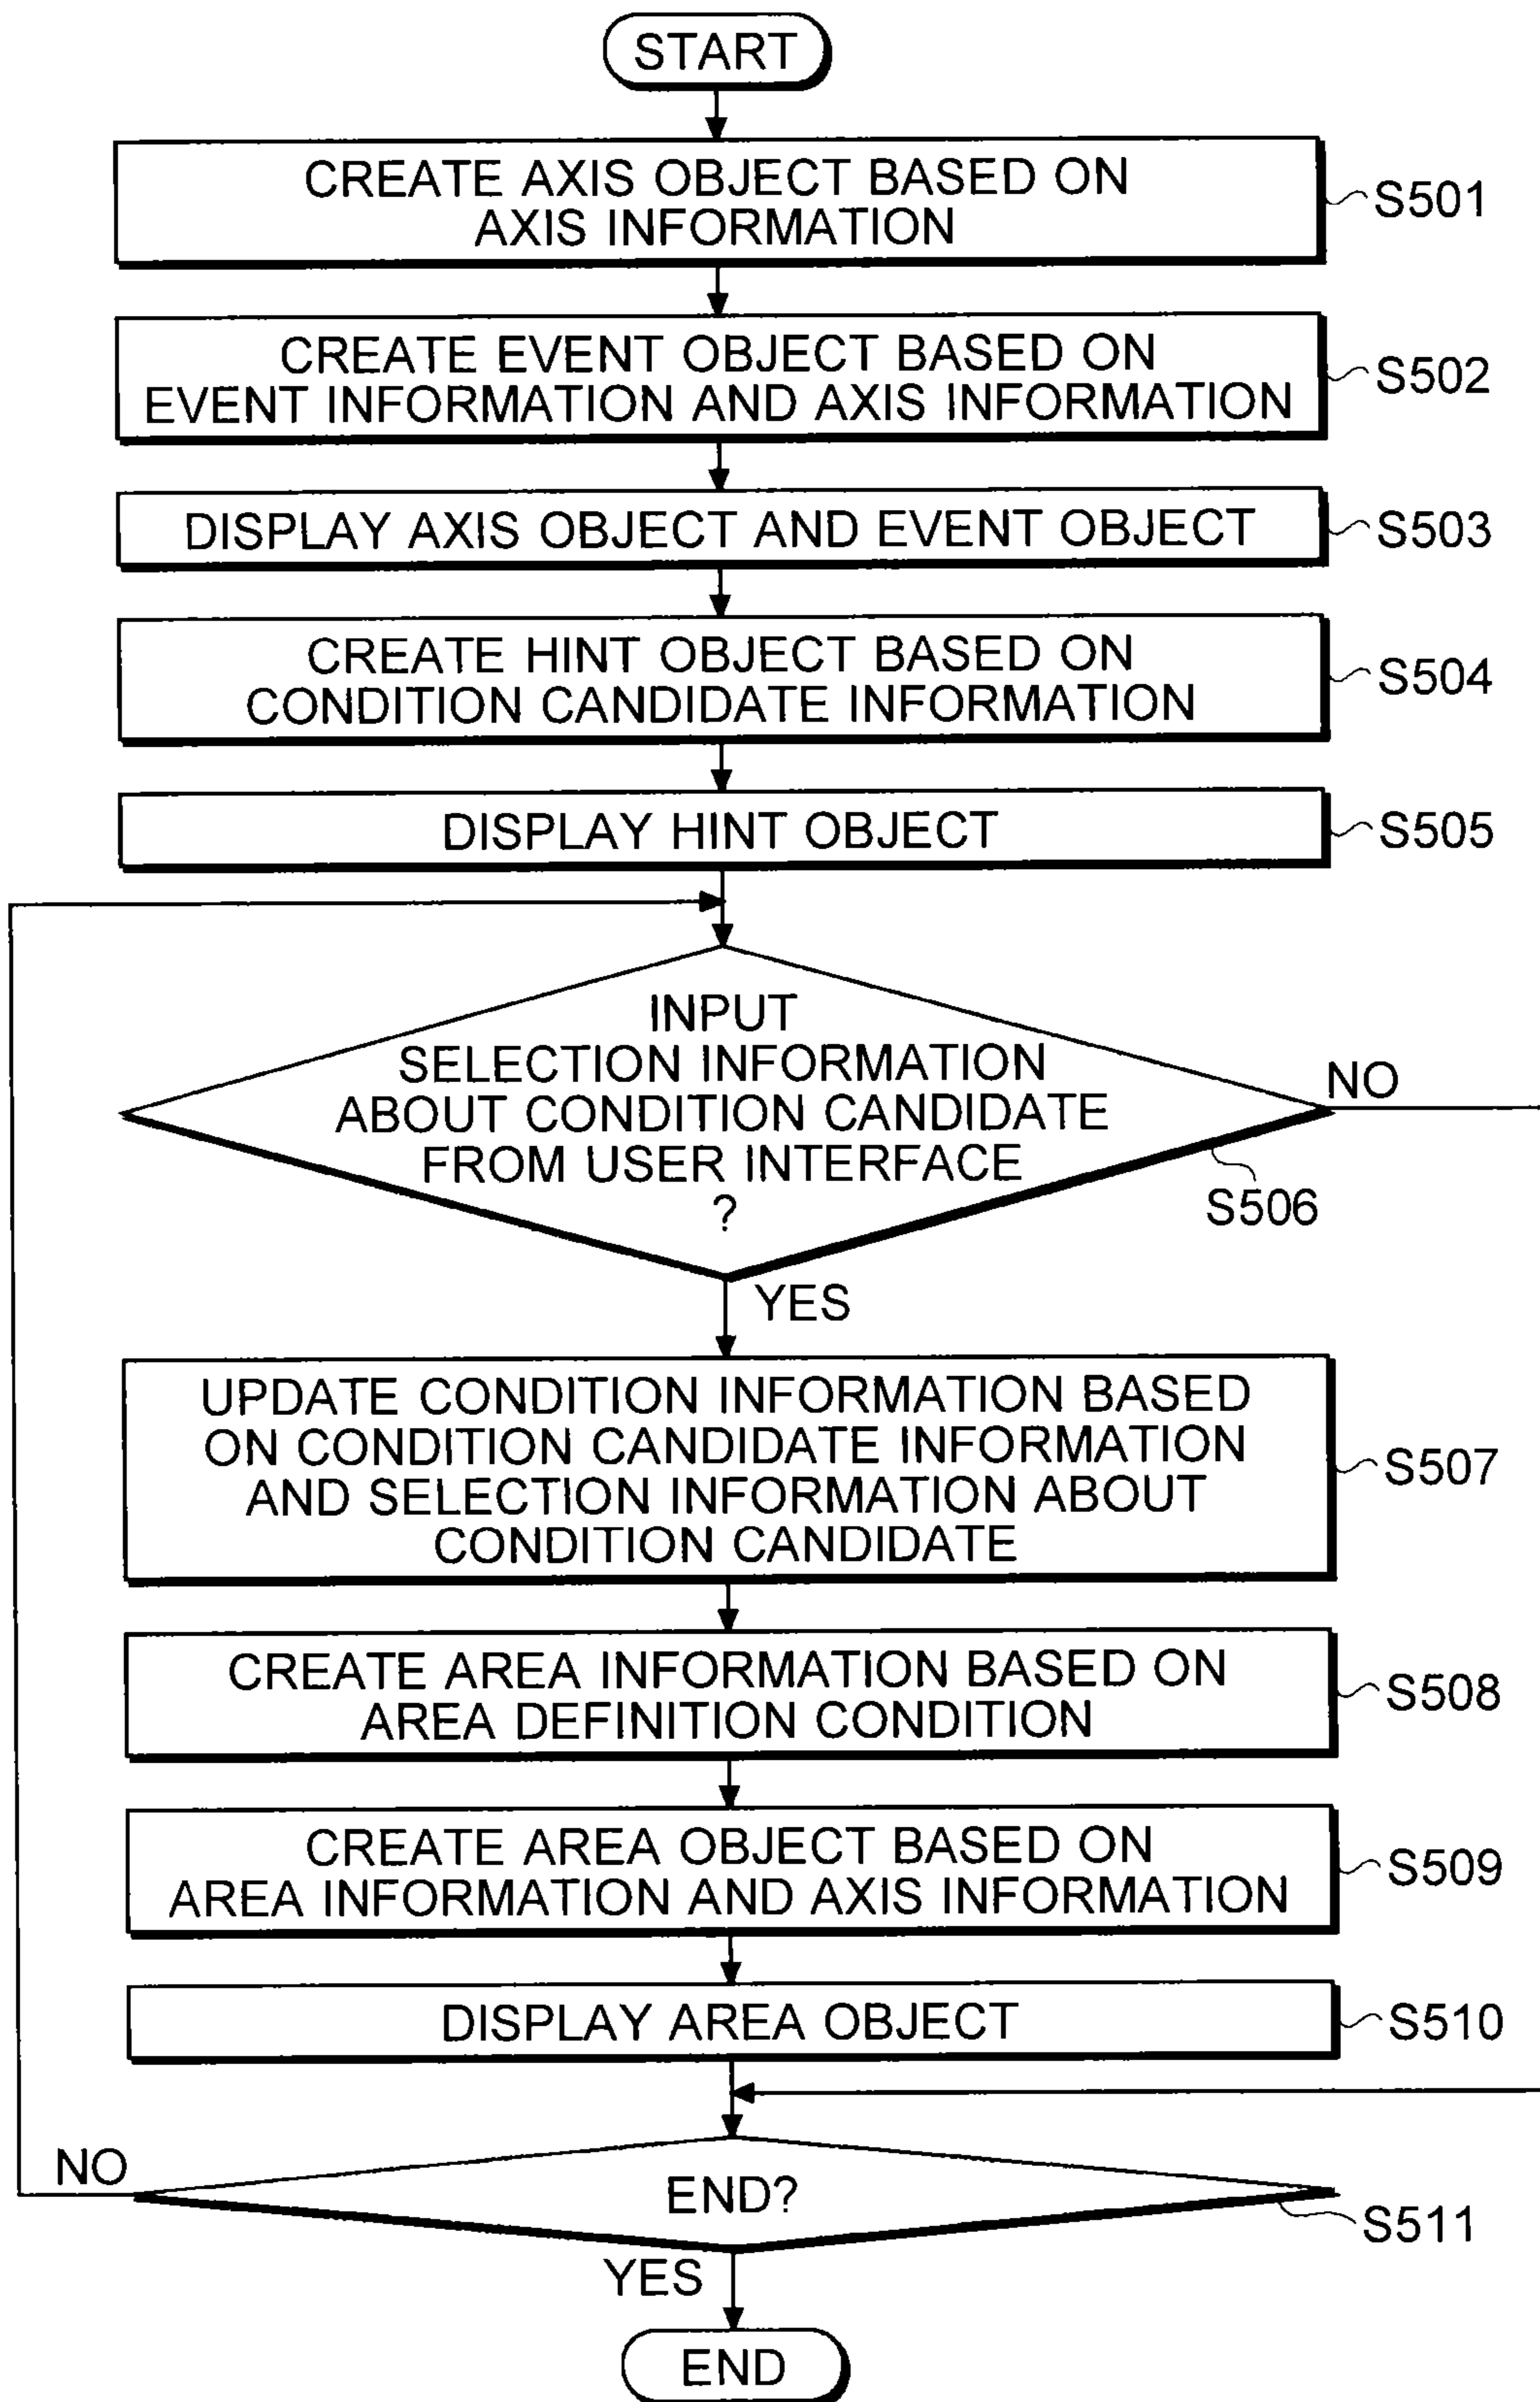 START
CREATE AXIS OBJECT BASED ON
AXIS INFORMATION
S501
CREATE EVENT OBJECT BASED ON
EVENT INFORMATION AND AXIS INFORMATION
S502
DISPLAY AXIS OBJECT AND EVENT OBJECT
S503
CREATE HINT OBJECT BASED ON
CONDITION CANDIDATE INFORMATION
S504
DISPLAY HINT OBJECT
S505
INPUT
SELECTION INFORMATION
ABOUT CONDITION CANDIDATE
FROM USER INTERFACE
?
NO
S506
YES
UPDATE CONDITION INFORMATION BASED
ON CONDITION CANDIDATE INFORMATION
AND SELECTION INFORMATION ABOUT
CONDITION CANDIDATE
S507
CREATE AREA INFORMATION BASED ON
AREA DEFINITION CONDITION
S508
CREATE AREA OBJECT BASED ON
AREA INFORMATION AND AXIS INFORMATION
S509
DISPLAY AREA OBJECT
S510
NO
END?
S511
YES
END